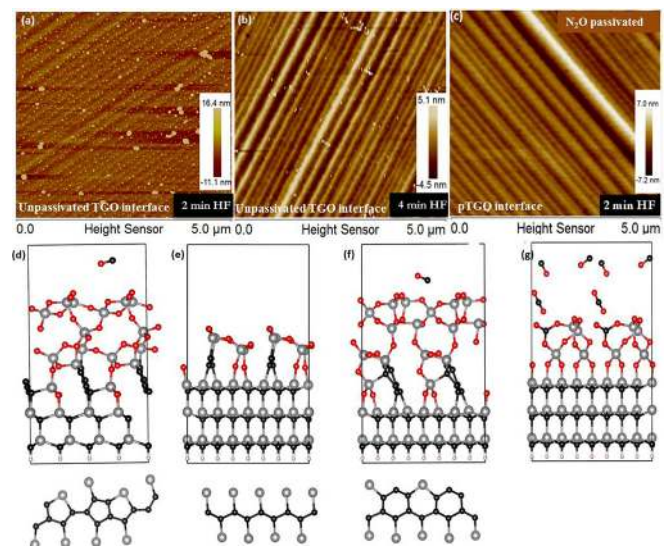 (a)
16.4 nm
-11.1 nm
Unpassivated TGO interface
2 min HF
(b)
5.1 nm
-4.5 nm
Unpassivated TGO interface
4 min HF
(c)
N₂O passivated
7.0 nm
-7.2 nm
pTGO interface
2 min HF
0.0 Height Sensor 5.0 μm 0.0 Height Sensor 5.0 μm 0.0 Height Sensor 5.0 μm
(d) (e) (f) (g)